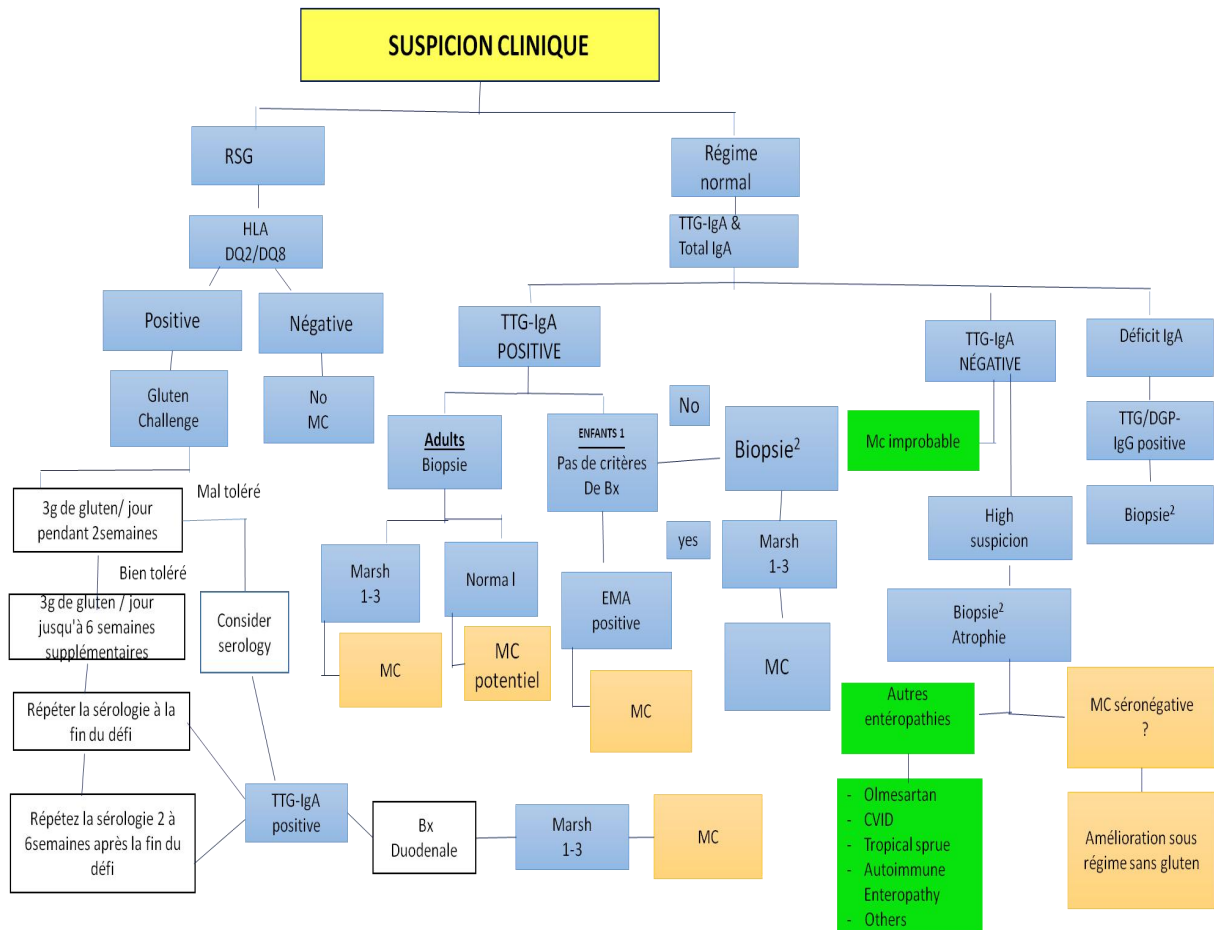 SUSPICION CLINIQUE
RSG
Régime
normal
HLA
DQ2/DQ8
TTG-IgA &
Total IgA
Positive
Négative
TTG-IgA
POSITIVE
TTG-IgA
NÉGATIVE
Déficit IgA
Gluten
Challenge
No
MC
Adults
Biopsie
ENFANTS 1
Pas de critères
De Bx
No
Biopsie²
yes
Mc improbable
TTG/DGP-
IgG positive
Mal toléré
3g de gluten/ jour
pendant 2semaines
Bien toléré
3g de gluten / jour
jusqu'à 6 semaines
supplémentaires
Consider
serology
Marsh
1-3
Norma l
EMA
positive
Marsh
1-3
High
suspicion
Biopsie²
MC
MC
potentiel
MC
MC
Biopsie²
Atrophie
Autres
entéropathies
MC séronégative
?
Répéter la sérologie à la
fin du défi
Répétez la sérologie 2 à
6semaines après la fin du
défi
TTG-IgA
positive
Bx
Duodenale
Marsh
1-3
MC
- Olmesartan
- CVID
- Tropical sprue
- Autoimmune
Enteropathy
- Others
Amélioration sous
régime sans gluten